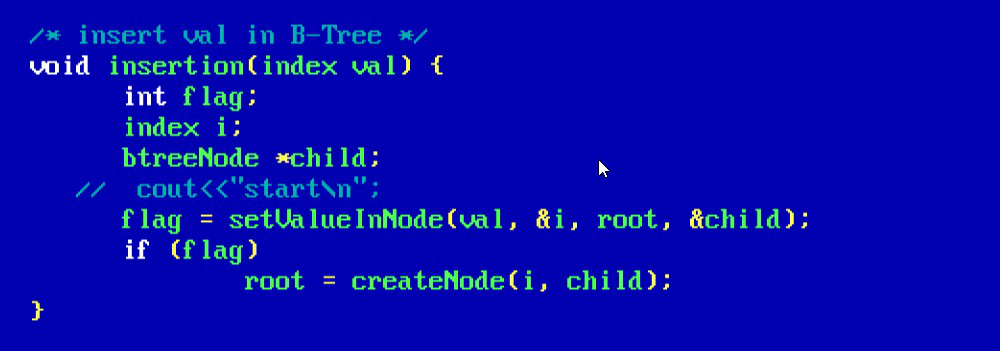 /* insert val in B-Tree */
void insertion(index val) {
int flag;
index i;
btreeNode *child;
// cout<<"start\n";
flag = setValueInNode(val, &i, root, &child);
if (flag)
root = createNode(i, child);
}